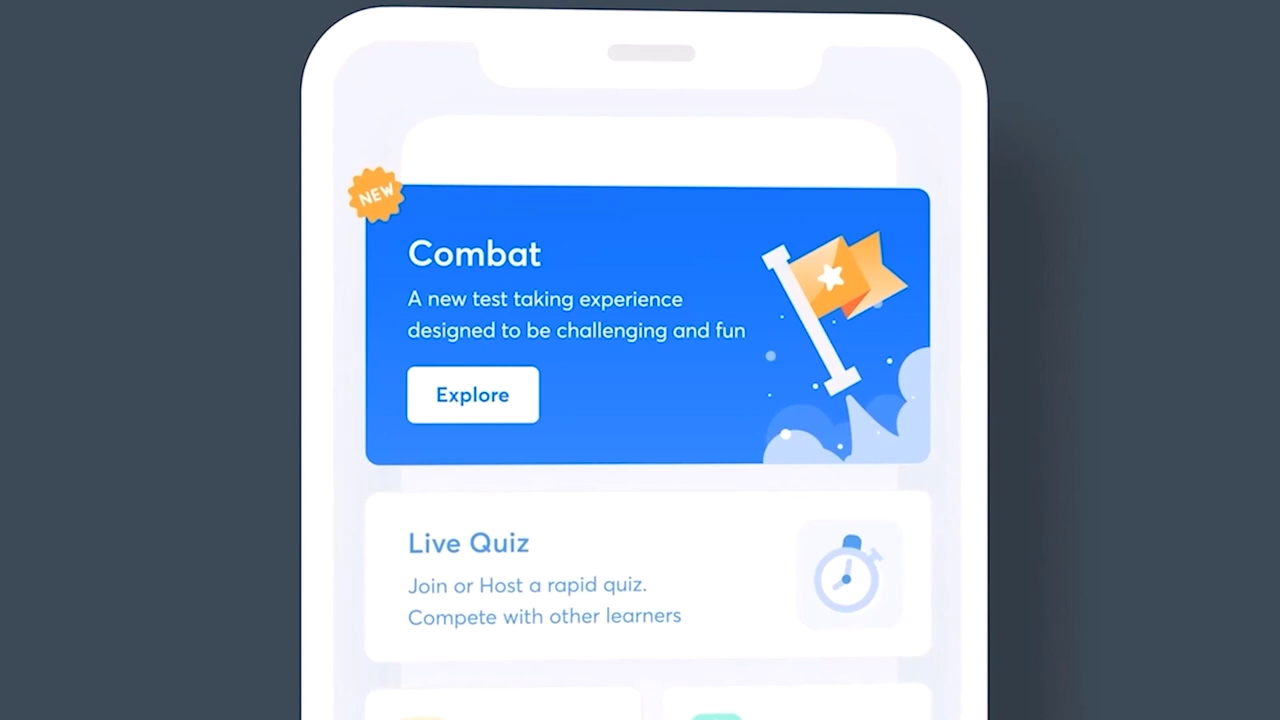 NEW
Combat
A new test taking experience
designed to be challenging and fun
Explore
Live Quiz
Join or Host a rapid quiz.
Compete with other learners